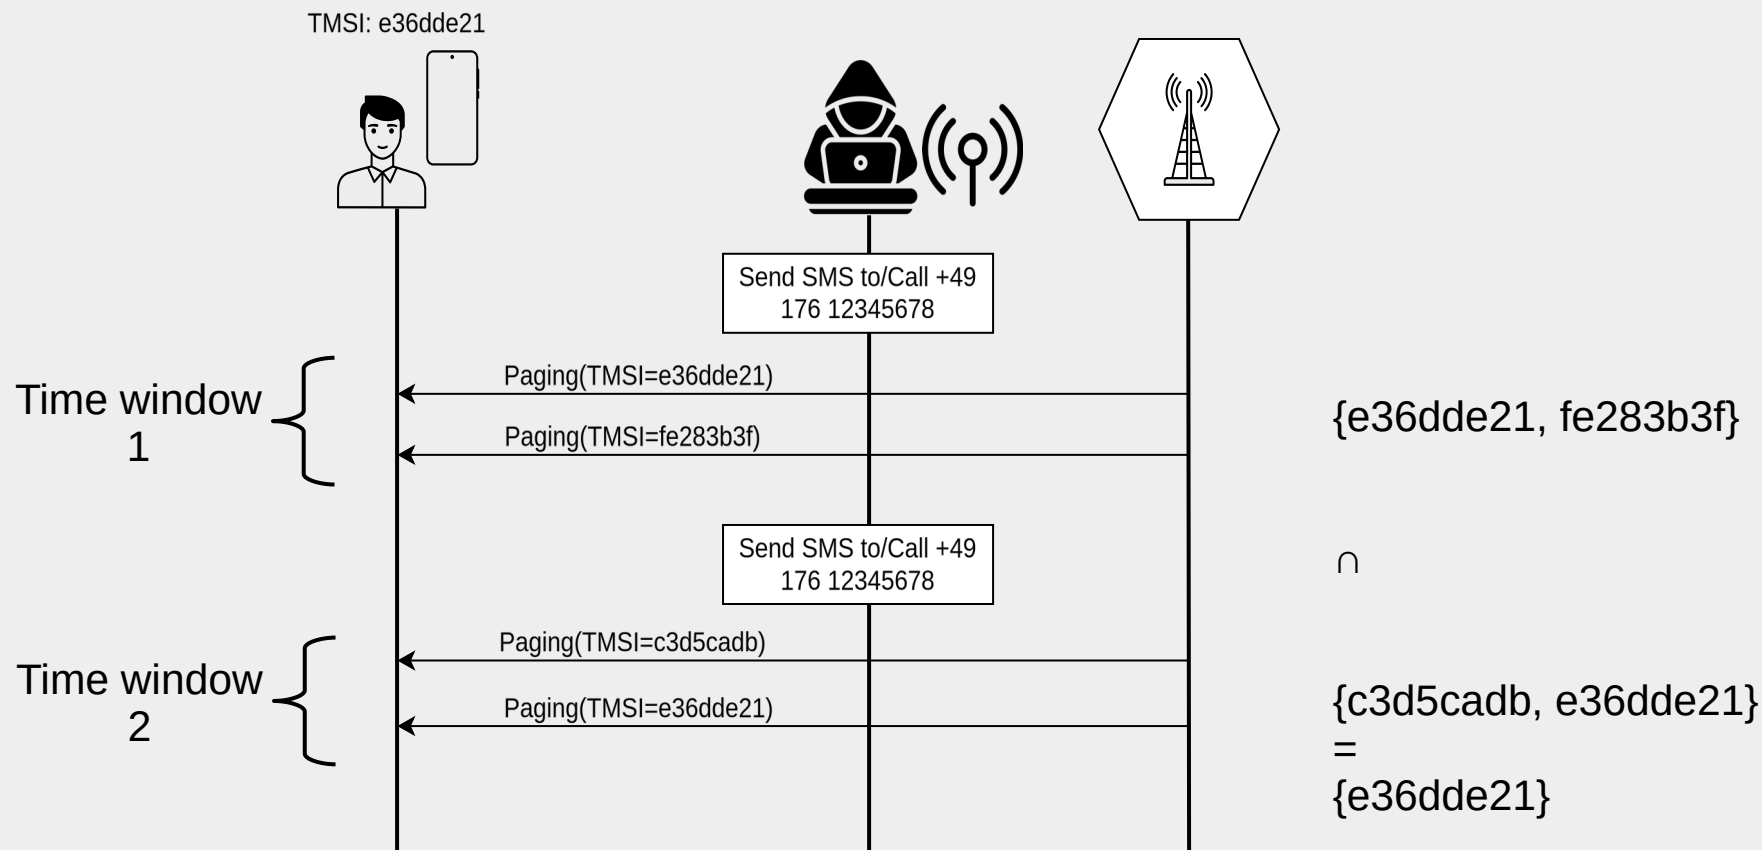 TMSI: e36dde21
Send SMS to/Call +49
176 12345678
Time window
1
Paging(TMSI=e36dde21)
Paging(TMSI=fe283b3f)
{e36dde21, fe283b3f}
Send SMS to/Call +49
176 12345678
∩
Time window
2
Paging(TMSI=c3d5cadb)
Paging(TMSI=e36dde21)
{c3d5cadb, e36dde21}
=
{e36dde21}